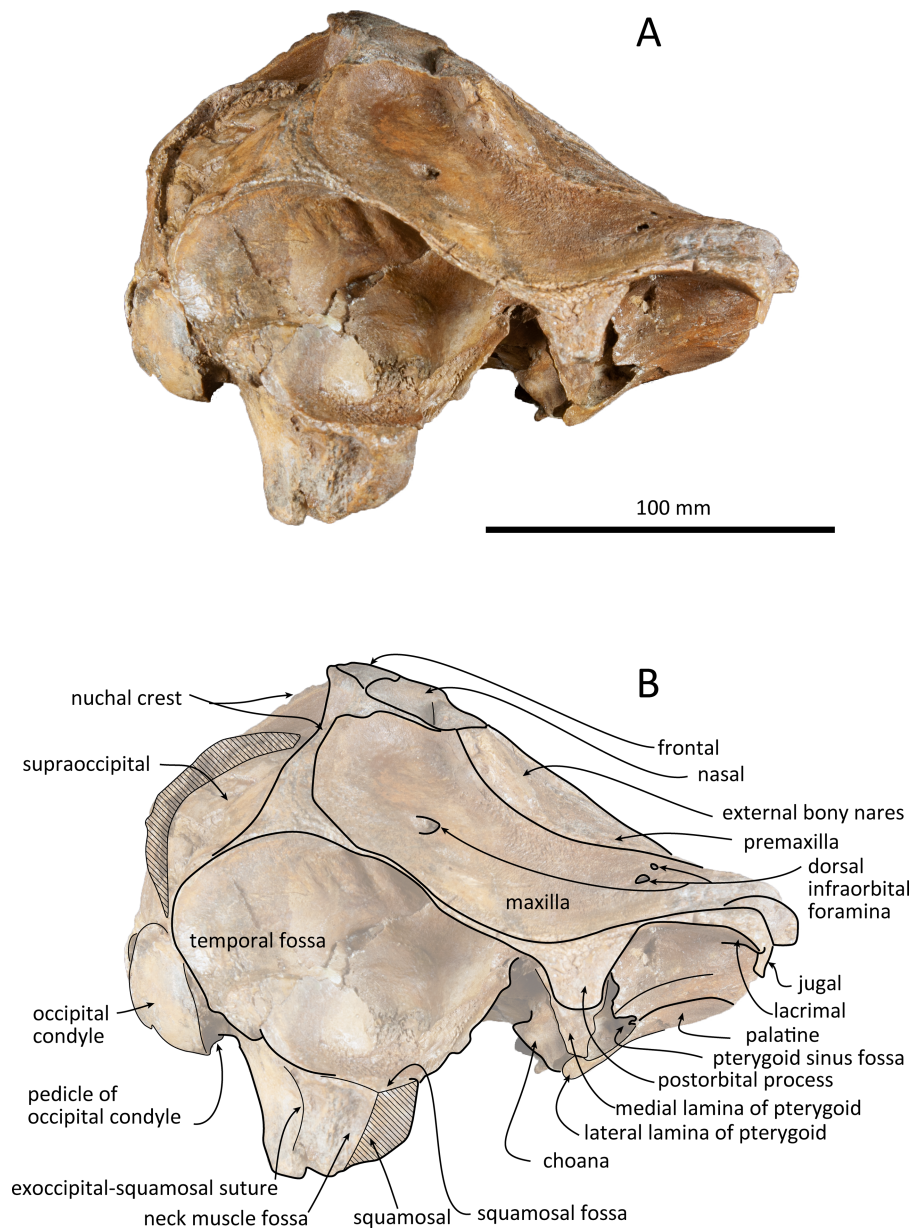 A
100 mm
B
nuchal crest
supraoccipital
frontal
nasal
external bony nares
premaxilla
dorsal
infraorbital
foramina
maxilla
temporal fossa
jugal
lacrimal
palatine
pterygoid sinus fossa
postorbital process
medial lamina of pterygoid
lateral lamina of pterygoid
choana
occipital
condyle
pedicle of
occipital condyle
exoccipital-squamosal suture
neck muscle fossa
squamosal
squamosal fossa